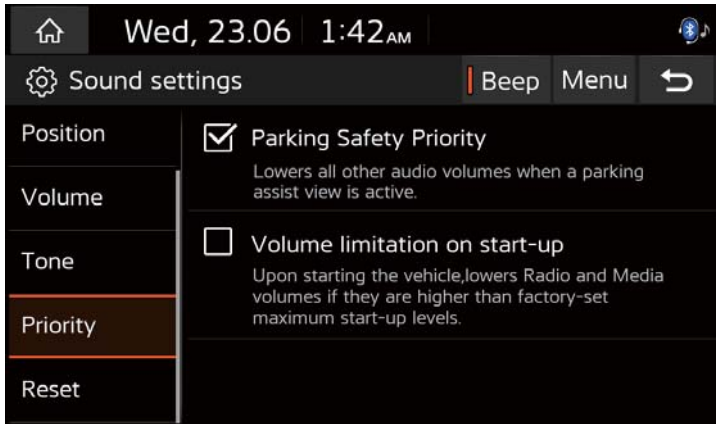 Wed, 23.06 1:42 AM
Sound settings Beep Menu
Position
Volume
Tone
Priority
Reset
Parking Safety Priority
Lowers all other audio volumes when a parking
assist view is active.
Volume limitation on start-up
Upon starting the vehicle,lowers Radio and Media
volumes if they are higher than factory-set
maximum start-up levels.